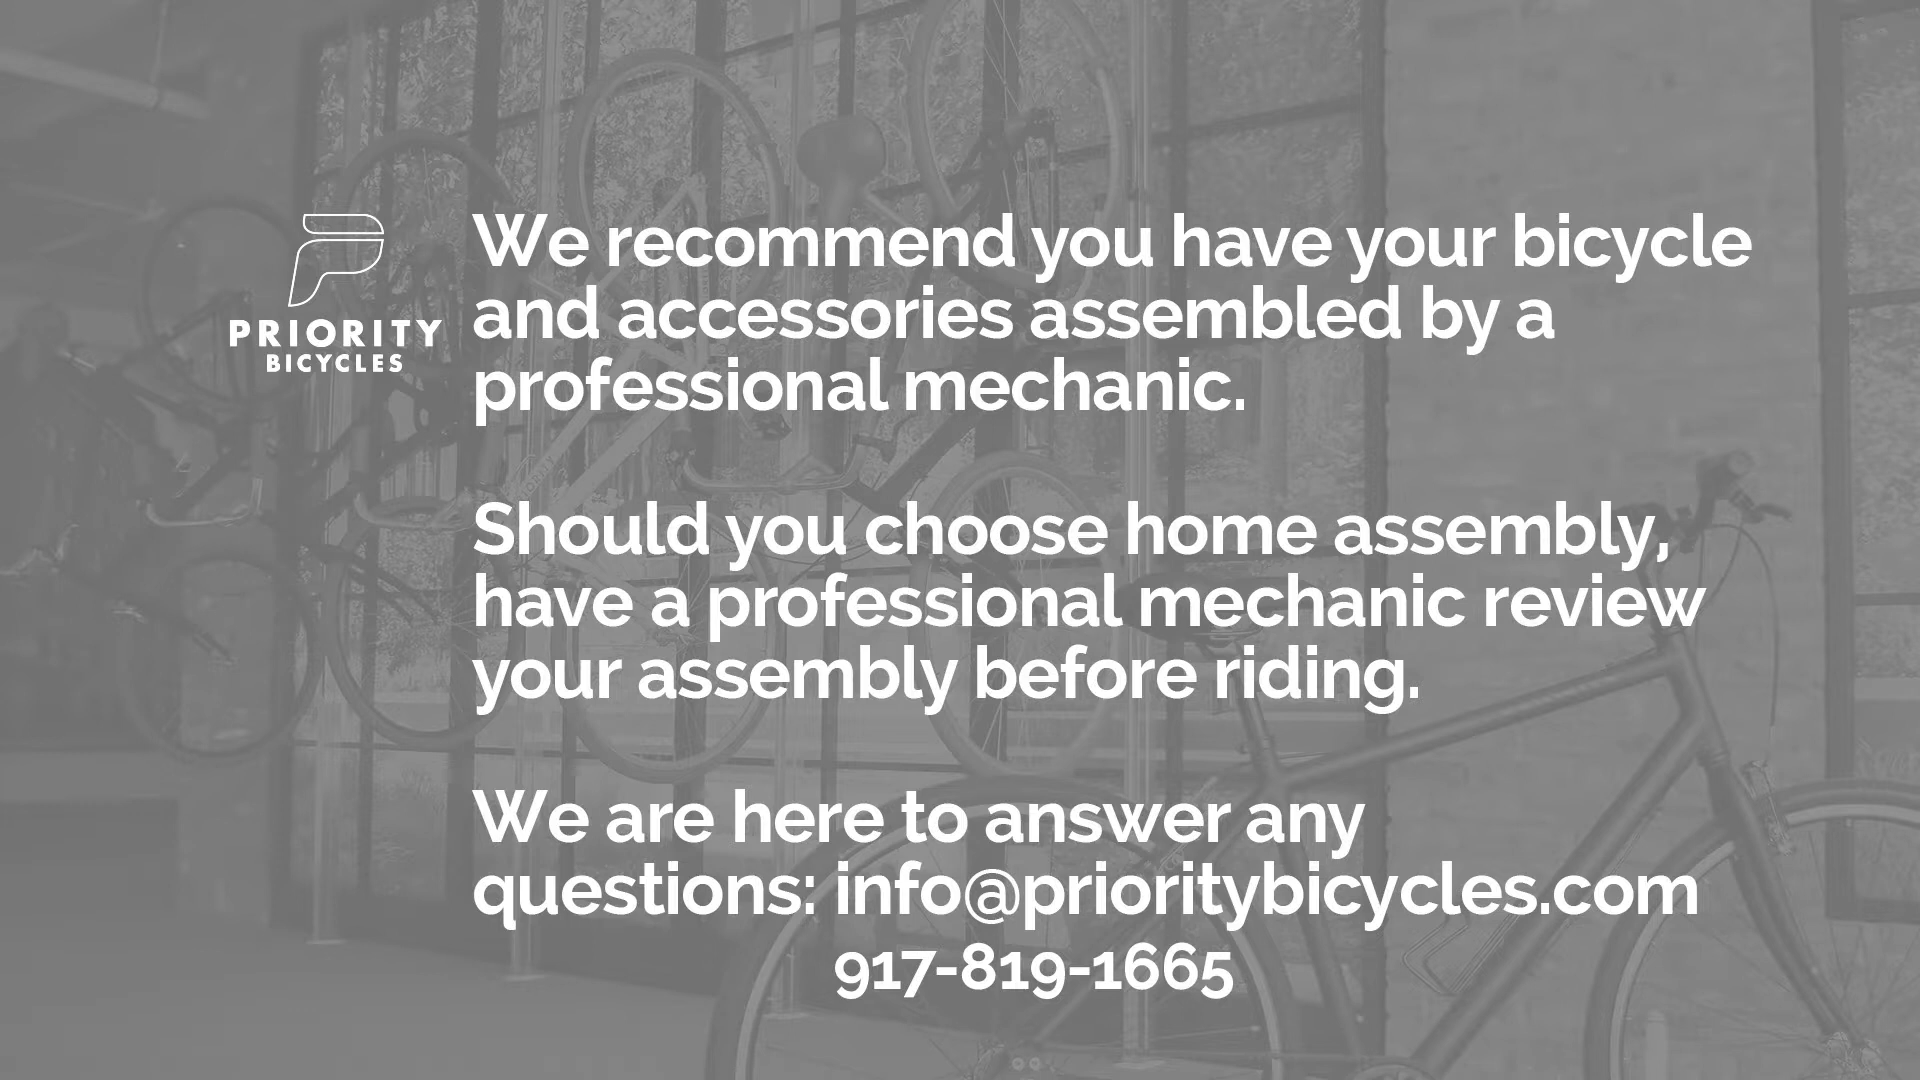 PRIORITY
BICYCLES
We recommend you have your bicycle
and accessories assembled by a
professional mechanic.
Should you choose home assembly,
have a professional mechanic review
your assembly before riding.
We are here to answer any
questions: info@prioritybicycles.com
917-819-1665